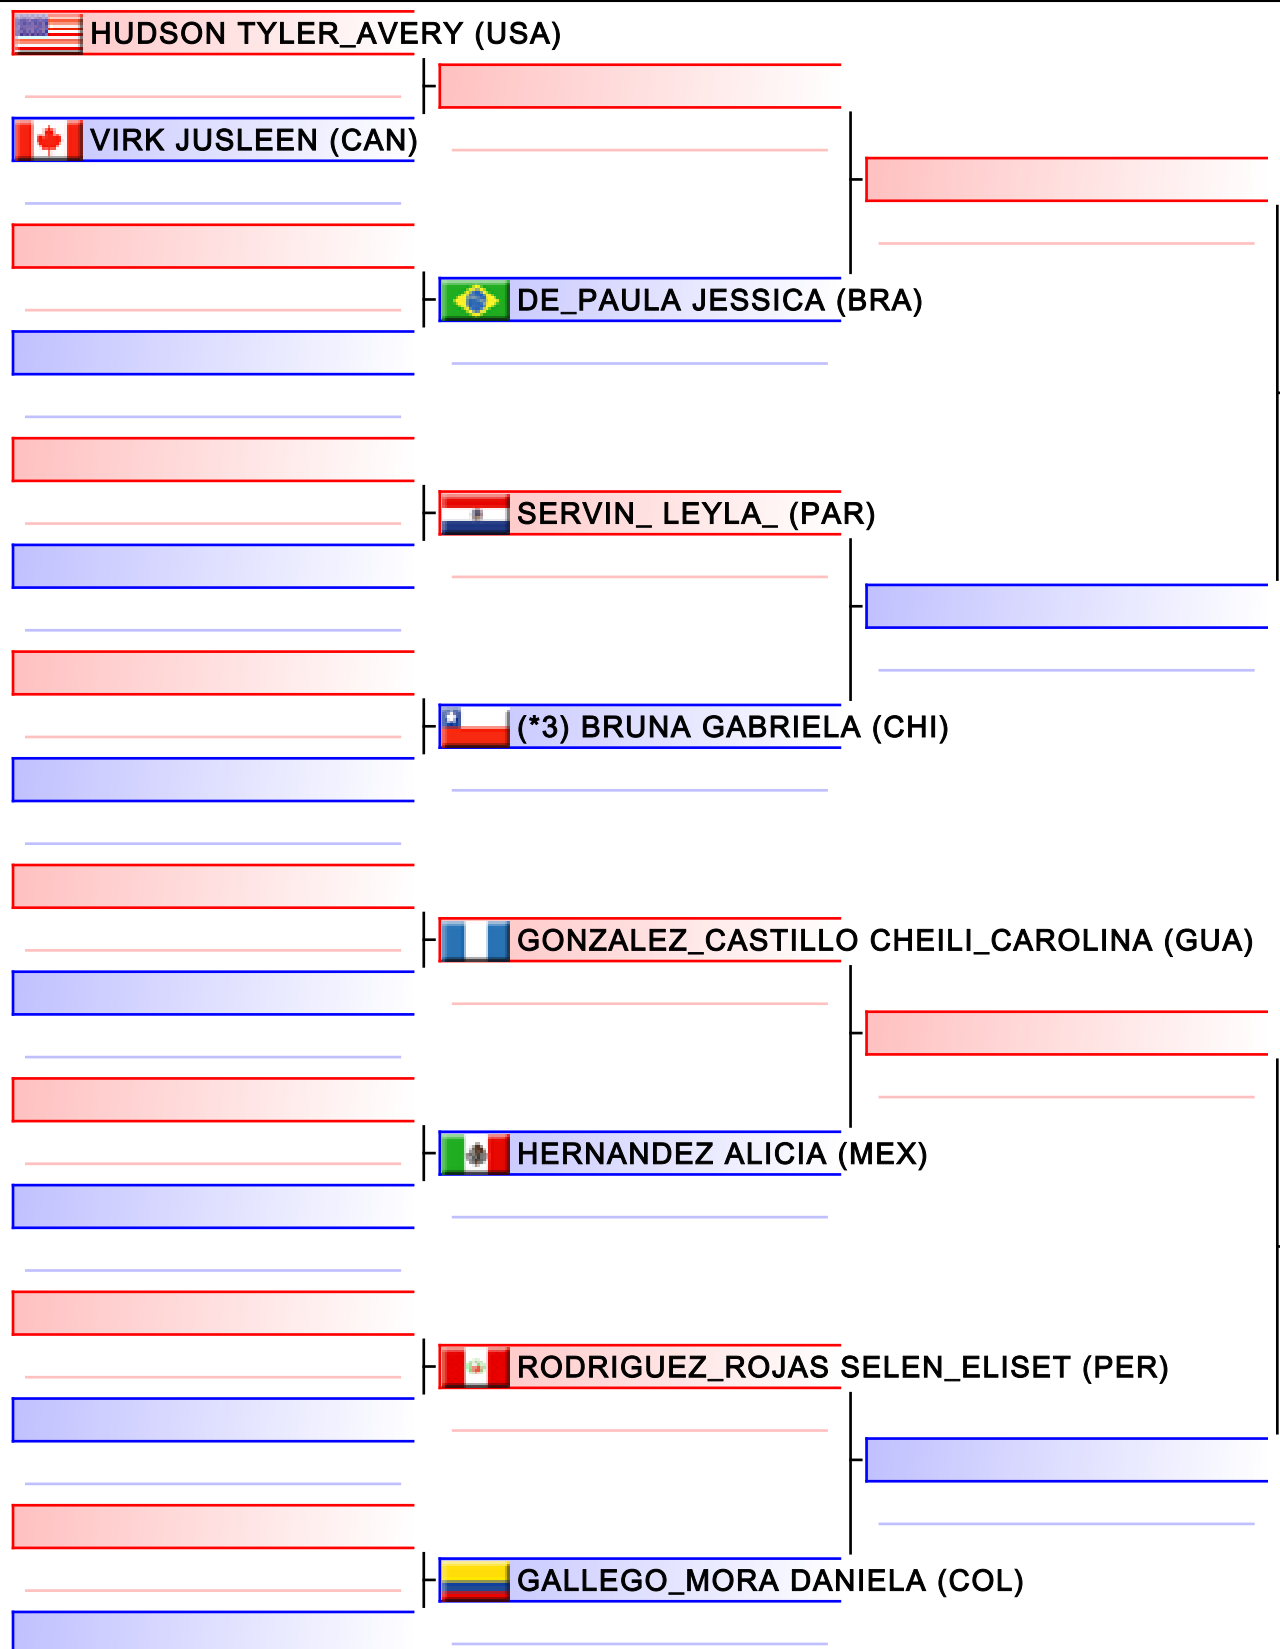 HUDSON TYLER_AVERY (USA)
VIRK JUSLEEN (CAN)
DE_PAULA JESSICA (BRA)
SERVIN_ LEYLA_ (PAR)
(*3) BRUNA GABRIELA (CHI)
GONZALEZ_CASTILLO CHEILI_CAROLINA (GUA)
HERNANDEZ ALICIA (MEX)
RODRIGUEZ_ROJAS SELEN_ELISET (PER)
GALLEGO_MORA DANIELA (COL)